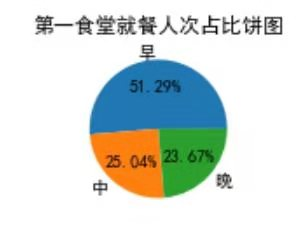 第一食堂就餐人次占比饼图
早
51.29%
25.04%
23.67%
中
晚